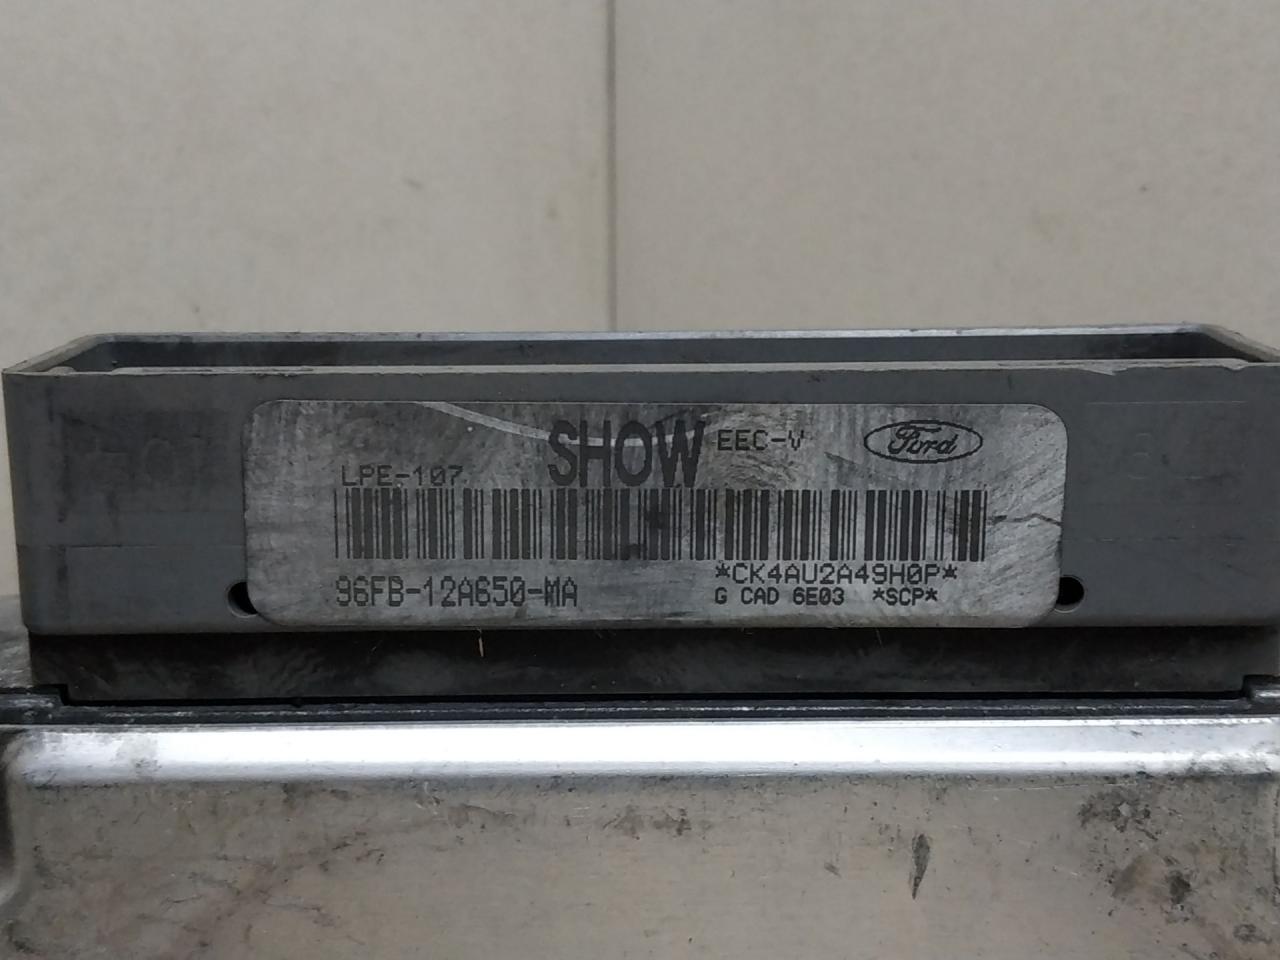 SHOW EEC-V Ford
LPE-107
96FB-12A650-MA *CK4AU2A49H0P*
G CAD 6E03 *SCP*